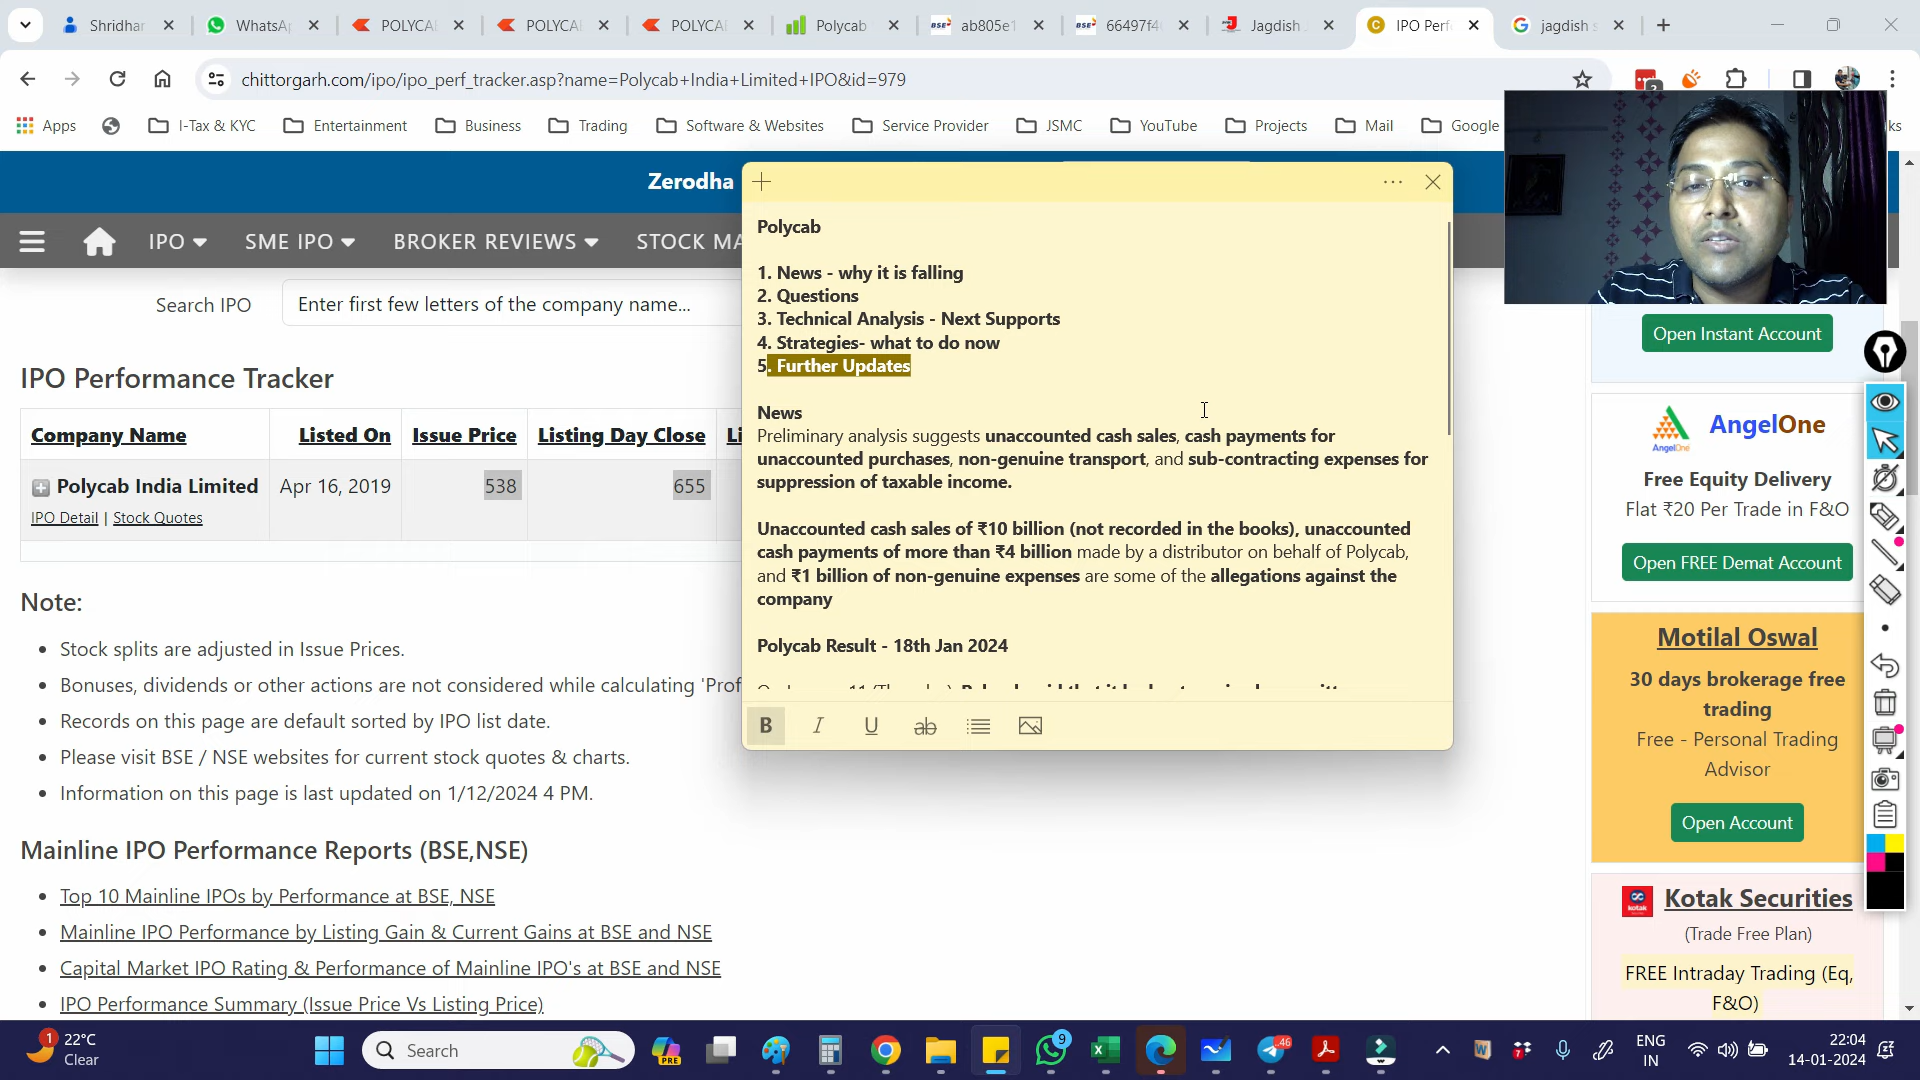 Shridhar
WhatsAp
POLYCAB
POLYCA
POLYCA
Polycab
ab805e1
66497f4
Jagdish
IPO Perf
jagdish s
chittorgarh.com/ipo/ipo_perf_tracker.asp?name=Polycab+India+Limited+IPO&id=979
Apps
I-Tax & KYC
Entertainment
Business
Trading
Software & Websites
Service Provider
JSMC
YouTube
Projects
Mail
Google
Zerodha
IPO
SME IPO
BROKER REVIEWS
STOCK MA
Search IPO
Enter first few letters of the company name...
IPO Performance Tracker
Company Name
Listed On
Issue Price
Listing Day Close
Polycab India Limited
Apr 16, 2019
538
655
IPO Detail | Stock Quotes
Note:
Stock splits are adjusted in Issue Prices.
Bonuses, dividends or other actions are not considered while calculating 'Prof
Records on this page are default sorted by IPO list date.
Please visit BSE / NSE websites for current stock quotes & charts.
Information on this page is last updated on 1/12/2024 4 PM.
Mainline IPO Performance Reports (BSE,NSE)
Top 10 Mainline IPOs by Performance at BSE, NSE
Mainline IPO Performance by Listing Gain & Current Gains at BSE and NSE
Capital Market IPO Rating & Performance of Mainline IPO's at BSE and NSE
IPO Performance Summary (Issue Price Vs Listing Price)
Polycab
1. News - why it is falling
2. Questions
3. Technical Analysis - Next Supports
4. Strategies- what to do now
5. Further Updates
News
Preliminary analysis suggests unaccounted cash sales, cash payments for
unaccounted purchases, non-genuine transport, and sub-contracting expenses for
suppression of taxable income.
Unaccounted cash sales of ₹10 billion (not recorded in the books), unaccounted
cash payments of more than ₹4 billion made by a distributor on behalf of Polycab,
and ₹1 billion of non-genuine expenses are some of the allegations against the
company
Polycab Result - 18th Jan 2024
B I U ab
Open Instant Account
AngelOne
AngelOne
Free Equity Delivery
Flat ₹20 Per Trade in F&O
Open FREE Demat Account
Motilal Oswal
30 days brokerage free
trading
Free - Personal Trading
Advisor
Open Account
kotak
Kotak Securities
(Trade Free Plan)
FREE Intraday Trading (Eq,
F&O)
1
22°C
Clear
Search
PRE
9
46
ENG
IN
22:04
14-01-2024